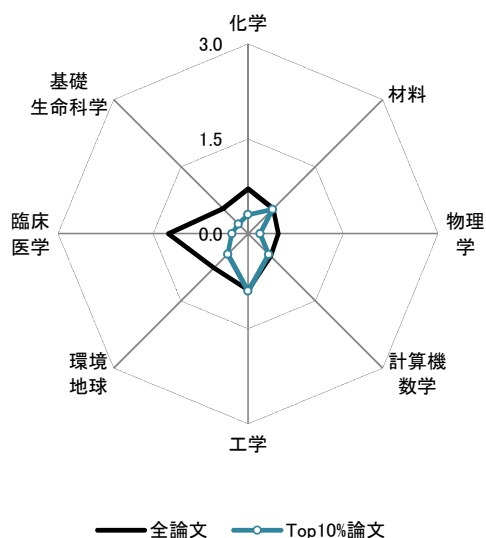 化学
3.0
基礎
生命科学
材料
1.5
臨床
医学
0.0
物理
学
環境
地球
計算機
数学
工学
全論文
Top10%論文